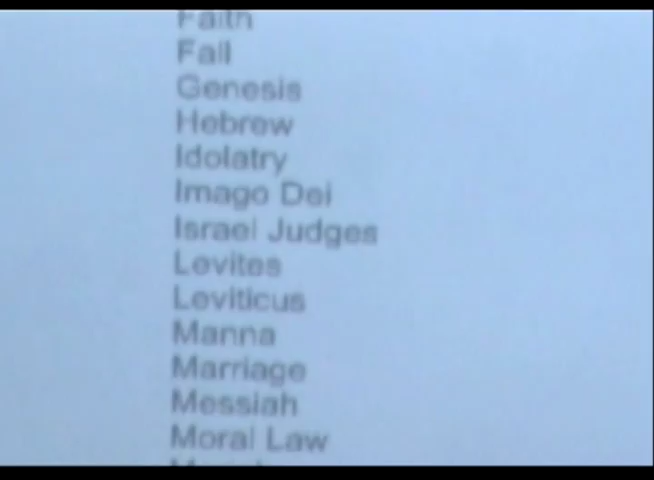 Faith
Fall
Genesis
Hebrew
Idolatry
Imago Dei
Israel Judges
Levites
Leviticus
Manna
Marriage
Messiah
Moral Law